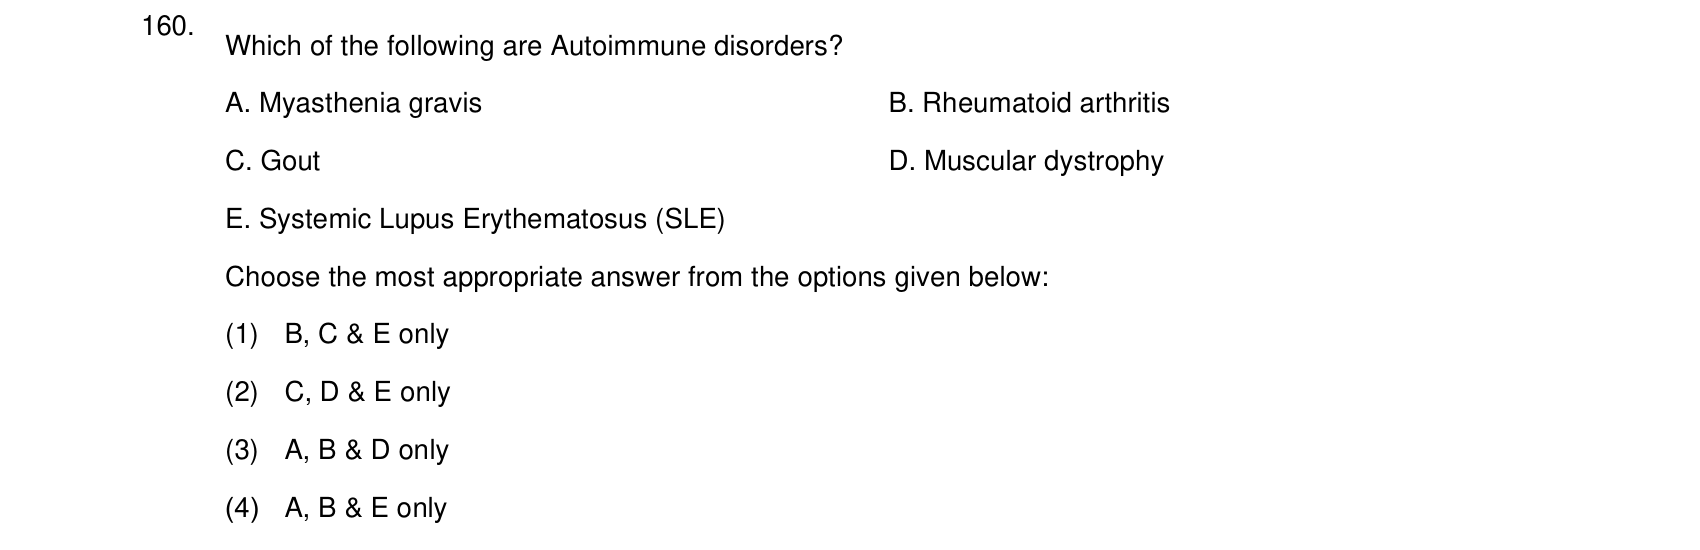 160.
Which of the following are Autoimmune disorders?
A. Myasthenia gravis B. Rheumatoid arthritis
C. Gout D. Muscular dystrophy
E. Systemic Lupus Erythematosus (SLE)
Choose the most appropriate answer from the options given below:
(1) B, C & E only
(2) C, D & E only
(3) A, B & D only
(4) A, B & E only